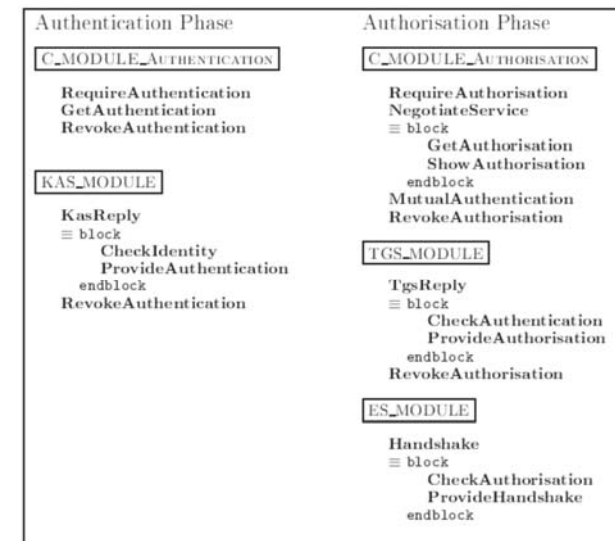 Authentication Phase
C_MODULE_AUTHENTICATION
RequireAuthentication
GetAuthentication
RevokeAuthentication
KAS_MODULE
KasReply
≡ block
CheckIdentity
ProvideAuthentication
endblock
RevokeAuthentication
Authorisation Phase
C_MODULE_AUTHORISATION
RequireAuthorisation
NegotiateService
≡ block
GetAuthorisation
ShowAuthorisation
endblock
MutualAuthentication
RevokeAuthorisation
TGS_MODULE
TgsReply
≡ block
CheckAuthentication
ProvideAuthorisation
endblock
RevokeAuthorisation
ES_MODULE
Handshake
≡ block
CheckAuthorisation
ProvideHandshake
endblock